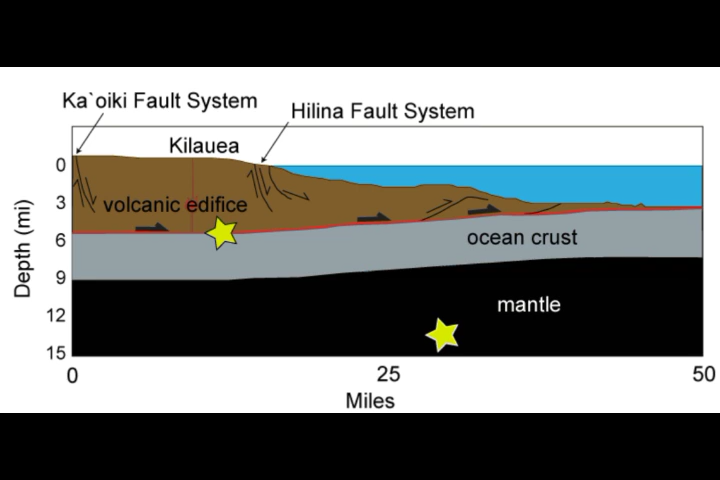 Ka`oiki Fault System
Hilina Fault System
Kilauea
0
3
6
9
12
15
Depth (mi)
volcanic edifice
ocean crust
mantle
0
25
50
Miles